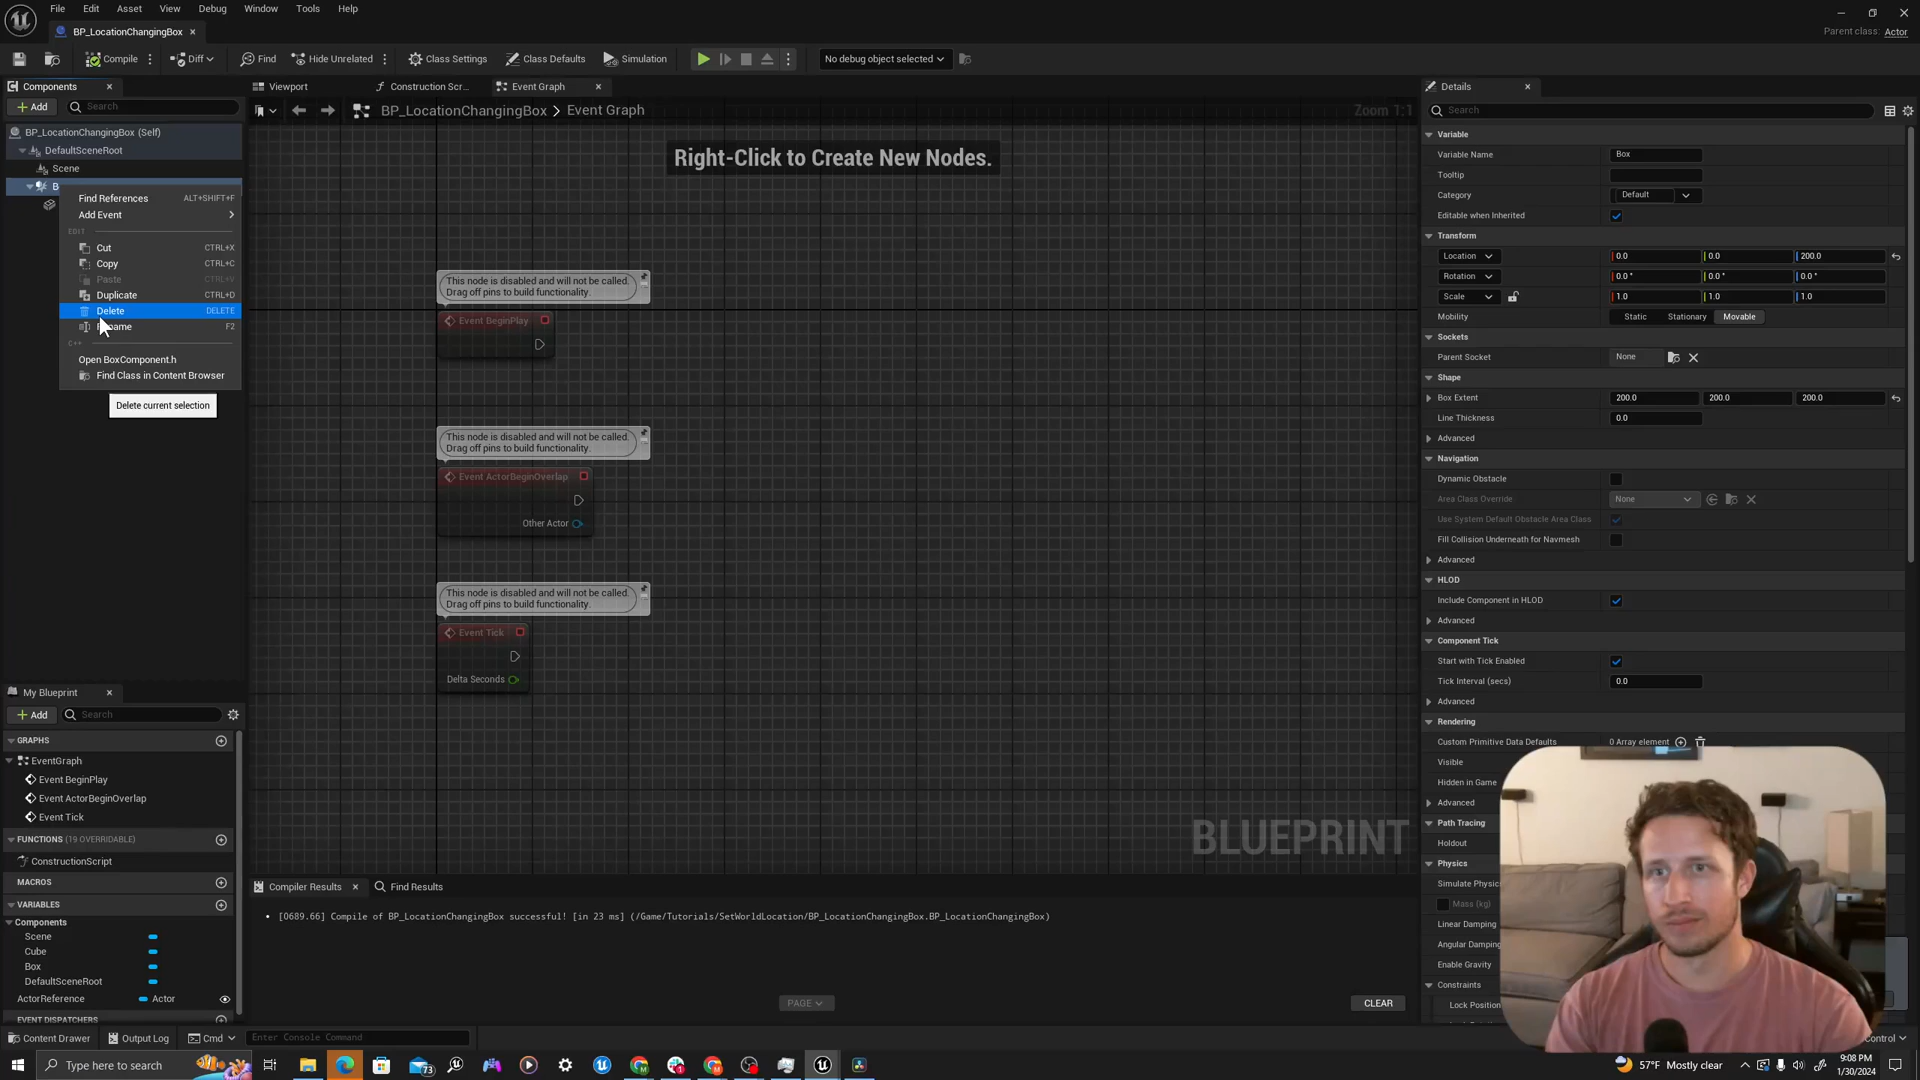 File Edit Asset View Debug Window Tools Help
BP_LocationChangingBox
Parent class: Actor
Compile Diff Find Hide Unrelated Class Settings Class Defaults Simulation No debug object selected
Components Viewport Construction Scr... Event Graph Details
Add Search
BP_LocationChangingBox > Event Graph Zoom 1:1
Search
BP_LocationChangingBox (Self)
DefaultSceneRoot
Scene
B
Find References ALT+SHIFT+F
Add Event
EDIT
Cut CTRL+X
Copy CTRL+C
Paste CTRL+V
Duplicate CTRL+D
Delete DELETE
F2
C++
Open BoxComponent.h
Find Class in Content Browser
Delete current selection
Right-Click to Create New Nodes.
This node is disabled and will not be called.
Drag off pins to build functionality.
Event BeginPlay
This node is disabled and will not be called.
Drag off pins to build functionality.
Event ActorBeginOverlap
Other Actor
This node is disabled and will not be called.
Drag off pins to build functionality.
Event Tick
Delta Seconds
BLUEPRINT
Variable
Variable Name Box
Tooltip
Category Default
Editable when Inherited
Transform
Location 0.0 0.0 200.0
Rotation 0.0 ° 0.0 ° 0.0 °
Scale 1.0 1.0 1.0
Mobility Static Stationary Movable
Sockets
Parent Socket None
Shape
Box Extent 200.0 200.0 200.0
Line Thickness 0.0
Advanced
Navigation
Dynamic Obstacle
Area Class Override None
Use System Default Obstacle Area Class
Fill Collision Underneath for Navmesh
Advanced
HLOD
Include Component in HLOD
Advanced
Component Tick
Start with Tick Enabled
Tick Interval (secs) 0.0
Advanced
Rendering
Custom Primitive Data Defaults 0 Array element
Visible
Hidden in Game
Advanced
Path Tracing
Holdout
Physics
Simulate Physics
Mass (kg)
Linear Damping
Angular Damping
Enable Gravity
Constraints
Lock Position
My Blueprint
Add Search
GRAPHS
EventGraph
Event BeginPlay
Event ActorBeginOverlap
Event Tick
FUNCTIONS (19 OVERRIDABLE)
ConstructionScript
MACROS
VARIABLES
Components
Scene
Cube
Box
DefaultSceneRoot
ActorReference Actor
EVENT DISPATCHERS
Compiler Results Find Results
[0689.66] Compile of BP_LocationChangingBox successful! [in 23 ms] (/Game/Tutorials/SetWorldLocation/BP_LocationChangingBox.BP_LocationChangingBox)
PAGE CLEAR
Content Drawer Output Log Cmd Enter Console Command
Control
Type here to search
73
57°F Mostly clear
9:08 PM
1/30/2024